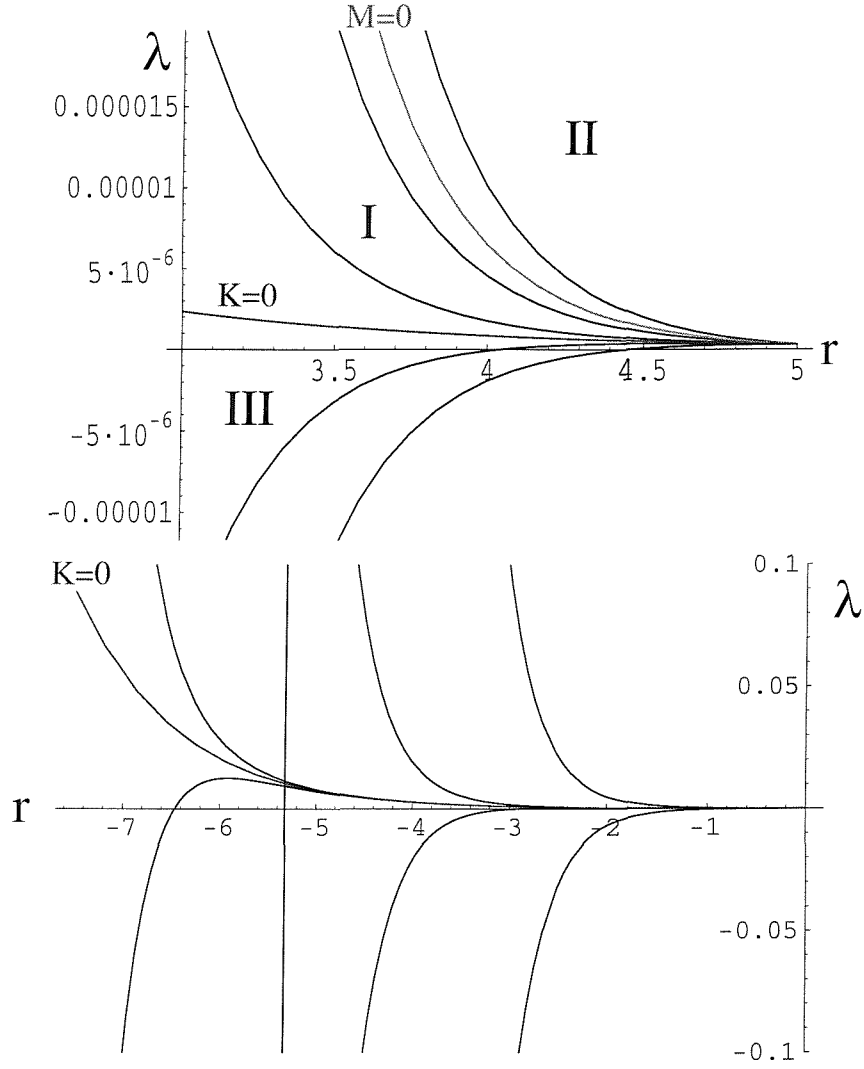 M=0
λ
0.000015
II
0.00001
I
5·10⁻⁶
K=0
r
3.5 4 4.5 5
III
-5·10⁻⁶
-0.00001
K=0
0.1
λ
0.05
r
-7 -6 -5 -4 -3 -2 -1
-0.05
-0.1